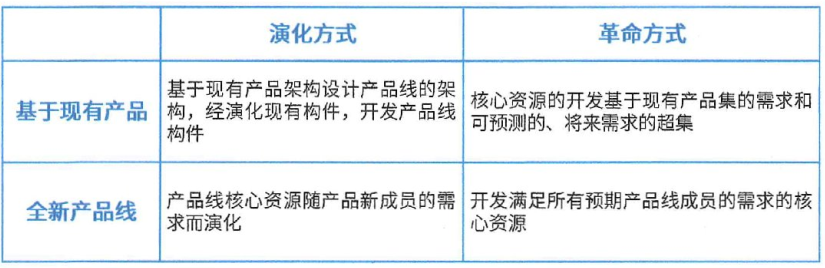 演化方式
革命方式
基于现有产品
基于现有产品架构设计产品线的架
构，经演化现有构件，开发产品线
构件
核心资源的开发基于现有产品集的需求和
可预测的、将来需求的超集
全新产品线
产品线核心资源随产品新成员的需
求而演化
开发满足所有预期产品线成员的需求的核
心资源